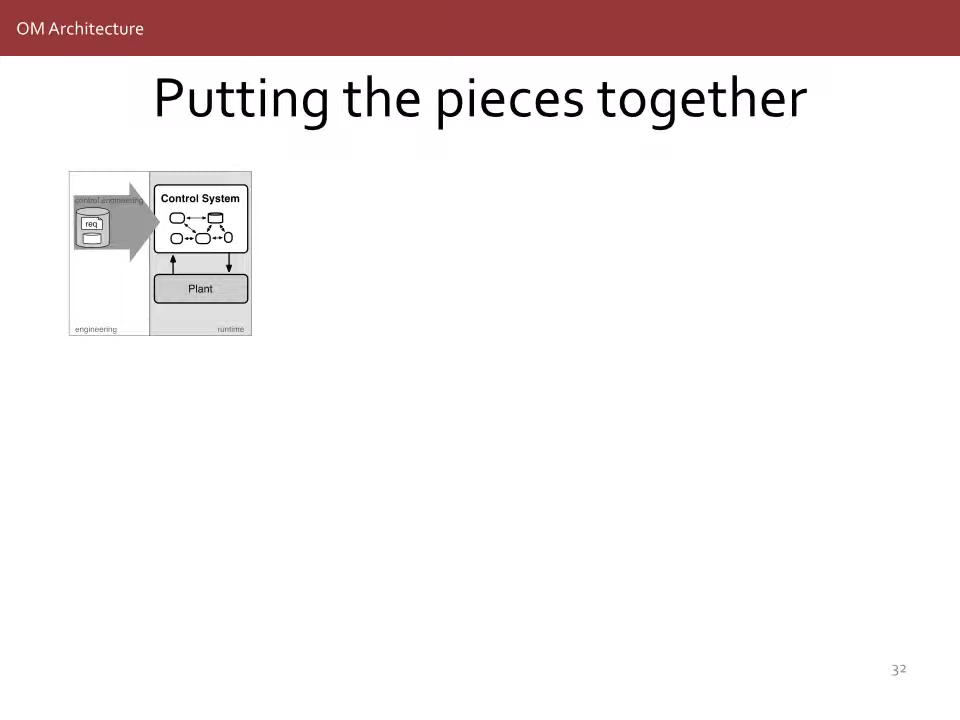 OM Architecture
Putting the pieces together
control engineering
Control System
req
Plant
engineering
runtime
32